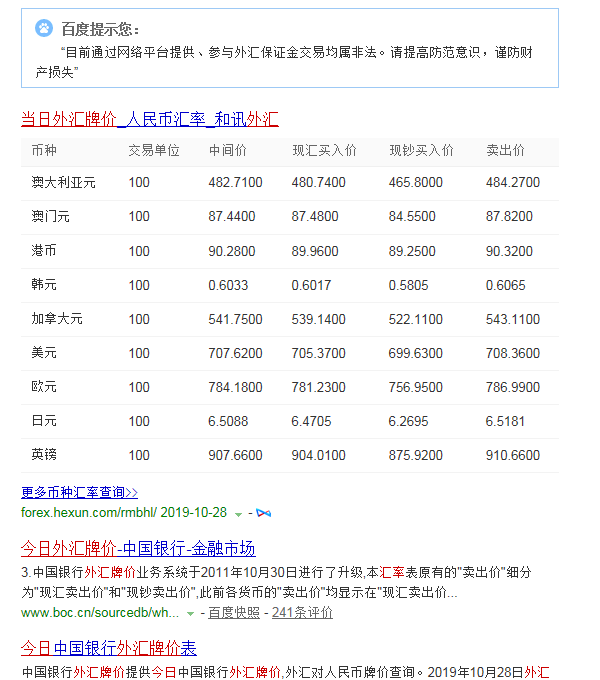 百度提示您：
“目前通过网络平台提供、参与外汇保证金交易均属非法。请提高防范意识，谨防财
产损失”
当日外汇牌价_人民币汇率_和讯外汇
币种 交易单位 中间价 现汇买入价 现钞买入价 卖出价
澳大利亚元 100 482.7100 480.7400 465.8000 484.2700
澳门元 100 87.4400 87.4800 84.5500 87.8200
港币 100 90.2800 89.9600 89.2500 90.3200
韩元 100 0.6033 0.6017 0.5805 0.6065
加拿大元 100 541.7500 539.1400 522.1100 543.1100
美元 100 707.6200 705.3700 699.6300 708.3600
欧元 100 784.1800 781.2300 756.9500 786.9900
日元 100 6.5088 6.4705 6.2695 6.5181
英镑 100 907.6600 904.0100 875.9200 910.6600
更多币种汇率查询>>
forex.hexun.com/rmbhl/ 2019-10-28 -
今日外汇牌价-中国银行-金融市场
3.中国银行外汇牌价业务系统于2011年10月30日进行了升级,本汇率表原有的"卖出价"细分
为"现汇卖出价"和"现钞卖出价",此前各货币的"卖出价"均显示在"现汇卖出价...
www.boc.cn/sourcedb/wh... - 百度快照 - 241条评价
今日中国银行外汇牌价表
中国银行外汇牌价提供今日中国银行外汇牌价,外汇对人民币牌价查询。2019年10月28日外汇